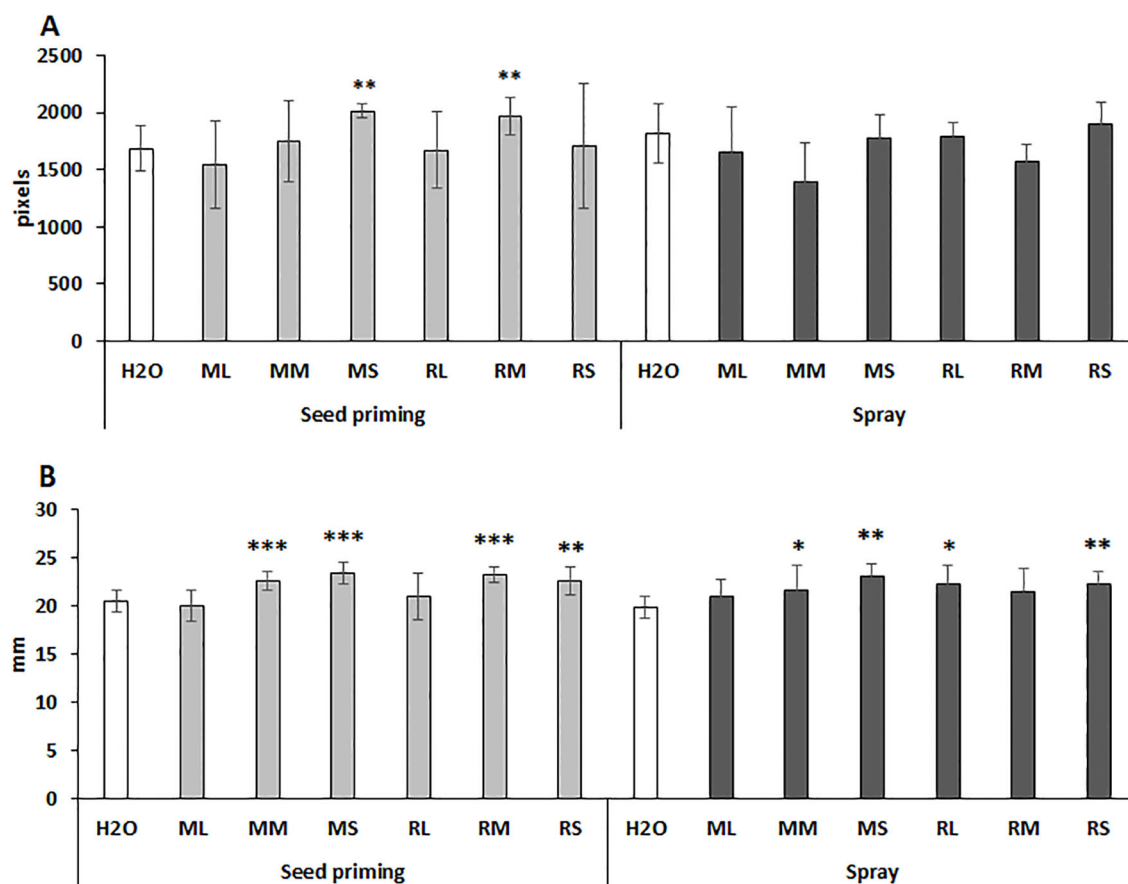 A
2500
** **
2000
1500
pixels
1000
500
0
H2O ML MM MS RL RM RS H2O ML MM MS RL RM RS
Seed priming Spray
B
30
*** *** *** ** * ** * **
25
20
15
mm
10
5
0
H2O ML MM MS RL RM RS H2O ML MM MS RL RM RS
Seed priming Spray